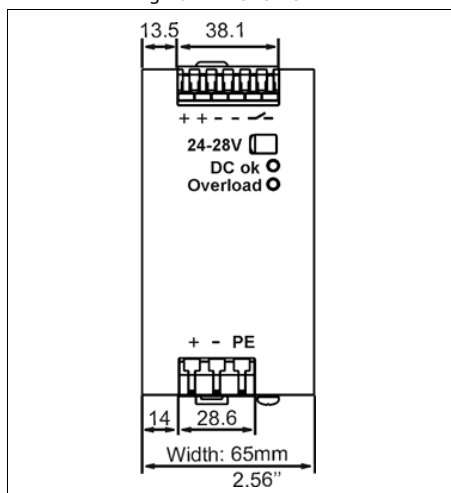 13.5 38.1
+ + - -
24-28V
DC ok
Overload
+ - PE
14 28.6
Width: 65mm
2.56"